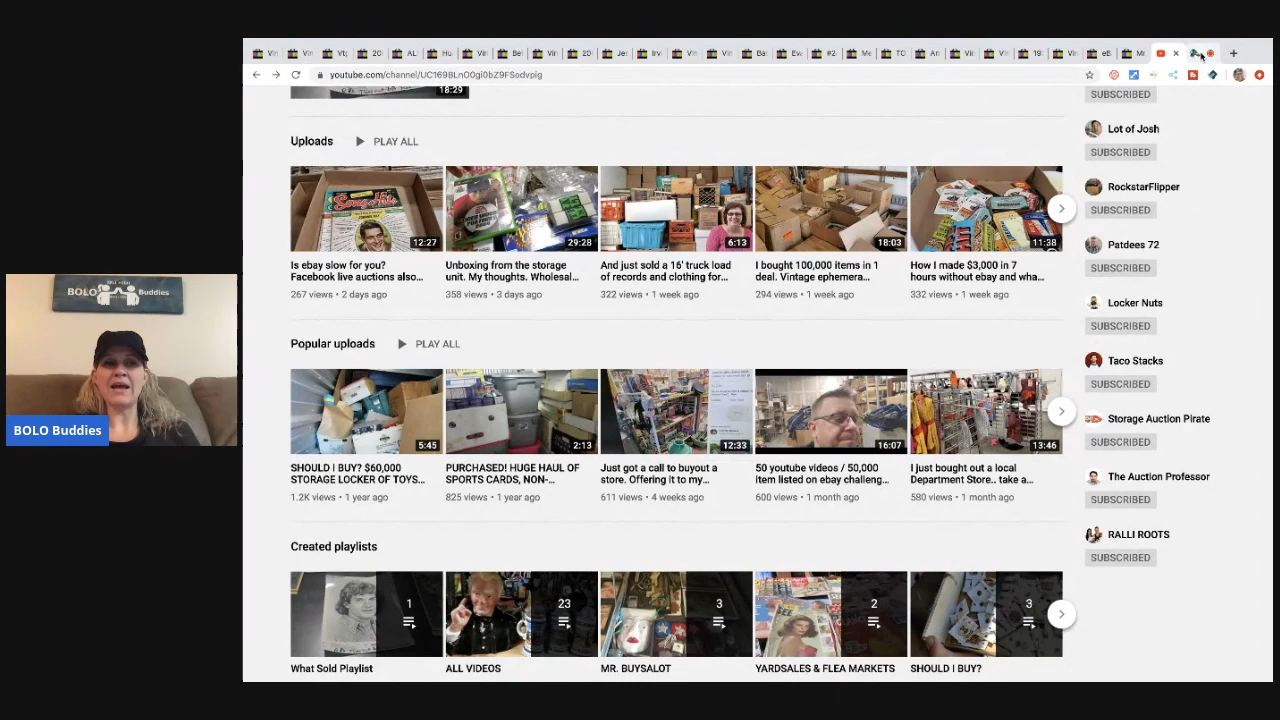 youtube.com/channel/UC169BLnO0gi0bZ9FSodvpig
18:29
SUBSCRIBED
Uploads PLAY ALL
12:27
29:28
6:13
18:03
11:38
Is ebay slow for you?
Facebook live auctions also...
267 views • 2 days ago
Unboxing from the storage
unit. My thoughts. Wholesal...
358 views • 3 days ago
And just sold a 16' truck load
of records and clothing for...
322 views • 1 week ago
I bought 100,000 items in 1
deal. Vintage ephemera...
294 views • 1 week ago
How I made $3,000 in 7
hours without ebay and wha...
332 views • 1 week ago
Popular uploads PLAY ALL
5:45
2:13
12:33
16:07
13:46
SHOULD I BUY? $60,000
STORAGE LOCKER OF TOYS...
1.2K views • 1 year ago
PURCHASED! HUGE HAUL OF
SPORTS CARDS, NON-...
825 views • 1 year ago
Just got a call to buyout a
store. Offering it to my...
611 views • 4 weeks ago
50 youtube videos / 50,000
item listed on ebay challeng...
600 views • 1 month ago
I just bought out a local
Department Store.. take a...
580 views • 1 month ago
Created playlists
1
23
3
2
3
What Sold Playlist
ALL VIDEOS
MR. BUYSALOT
YARDSALES & FLEA MARKETS
SHOULD I BUY?
Lot of Josh
SUBSCRIBED
RockstarFlipper
SUBSCRIBED
Patdees 72
SUBSCRIBED
Locker Nuts
SUBSCRIBED
Taco Stacks
SUBSCRIBED
Storage Auction Pirate
SUBSCRIBED
The Auction Professor
SUBSCRIBED
RALLI ROOTS
SUBSCRIBED
BOLO Buddies
BOLO Buddies